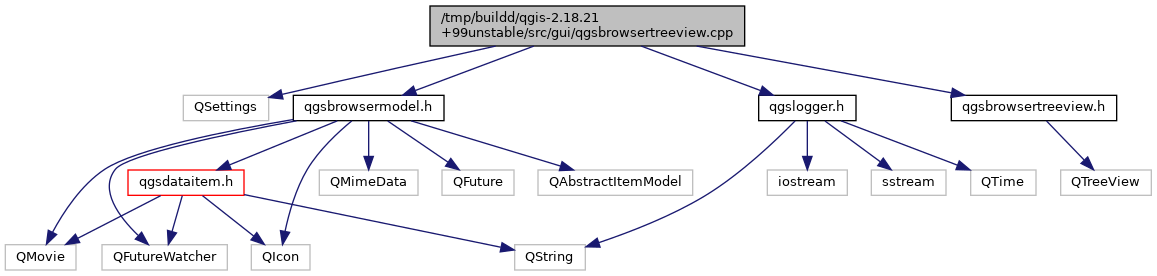 /tmp/buildd/qgis-2.18.21
+99unstable/src/gui/qgsbrowsertreeview.cpp
QSettings
qgsbrowsermodel.h
qgslogger.h
qgsbrowsertreeview.h
qgsdataitem.h
QMimeData
QFuture
QAbstractItemModel
iostream
sstream
QTime
QTreeView
QMovie
QFutureWatcher
QIcon
QString